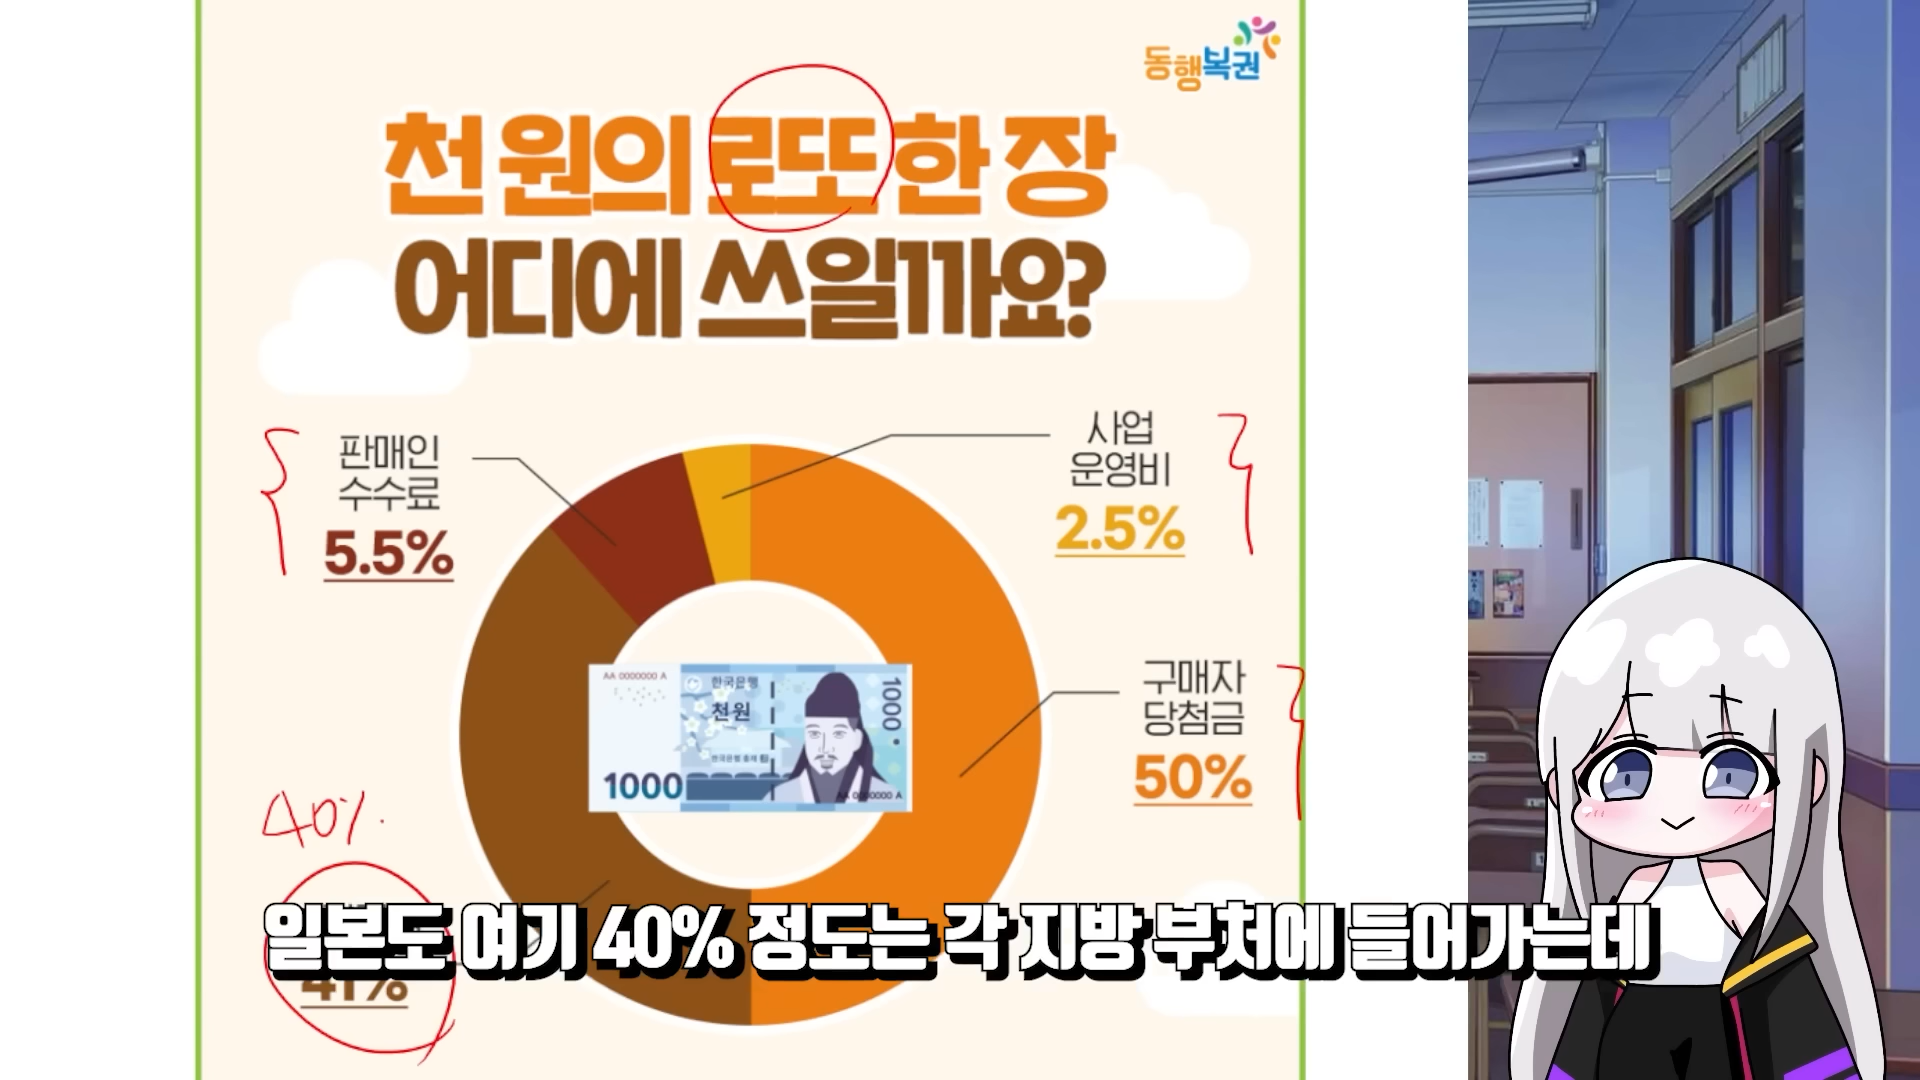 동행복권
천 원의 로또 한 장
어디에 쓰일까요?
판매인
수수료
5.5%
사업
운영비
2.5%
AA 0000000 A
한국은행
천원
1000
1000
구매자
당첨금
50%
40%.
일본도 여기 40% 정도는 각 지방 부처에 들어가는데
41%